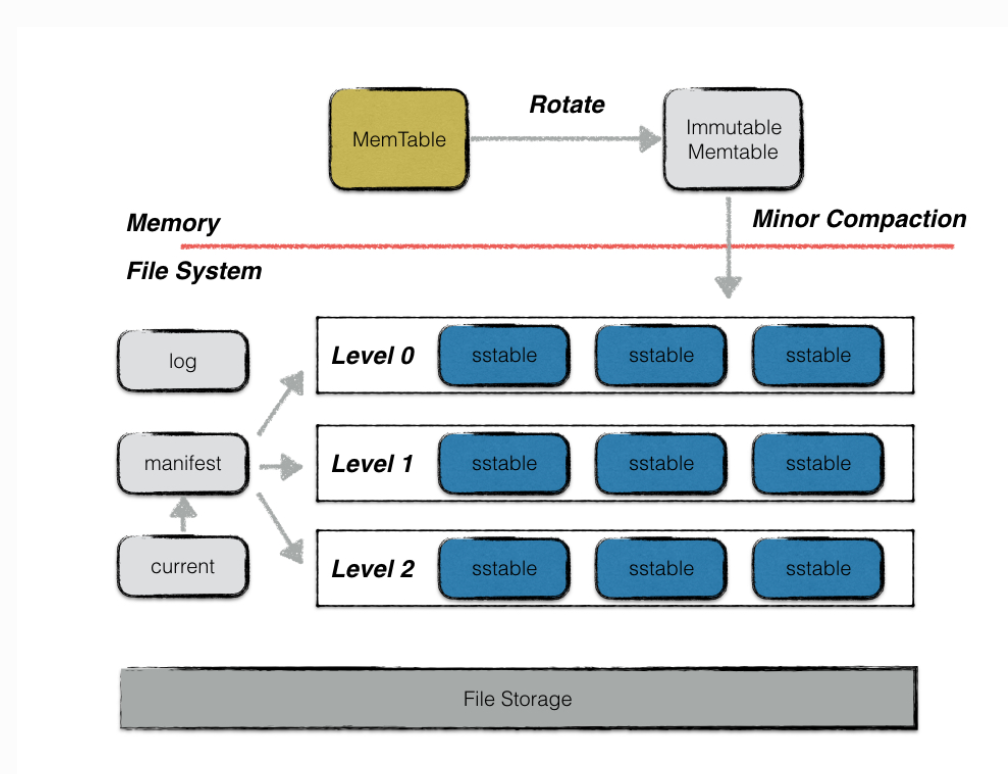 Rotate
MemTable
Immutable
Memtable
Memory
Minor Compaction
File System
log
Level 0
sstable
sstable
sstable
manifest
Level 1
sstable
sstable
sstable
current
Level 2
sstable
sstable
sstable
File Storage